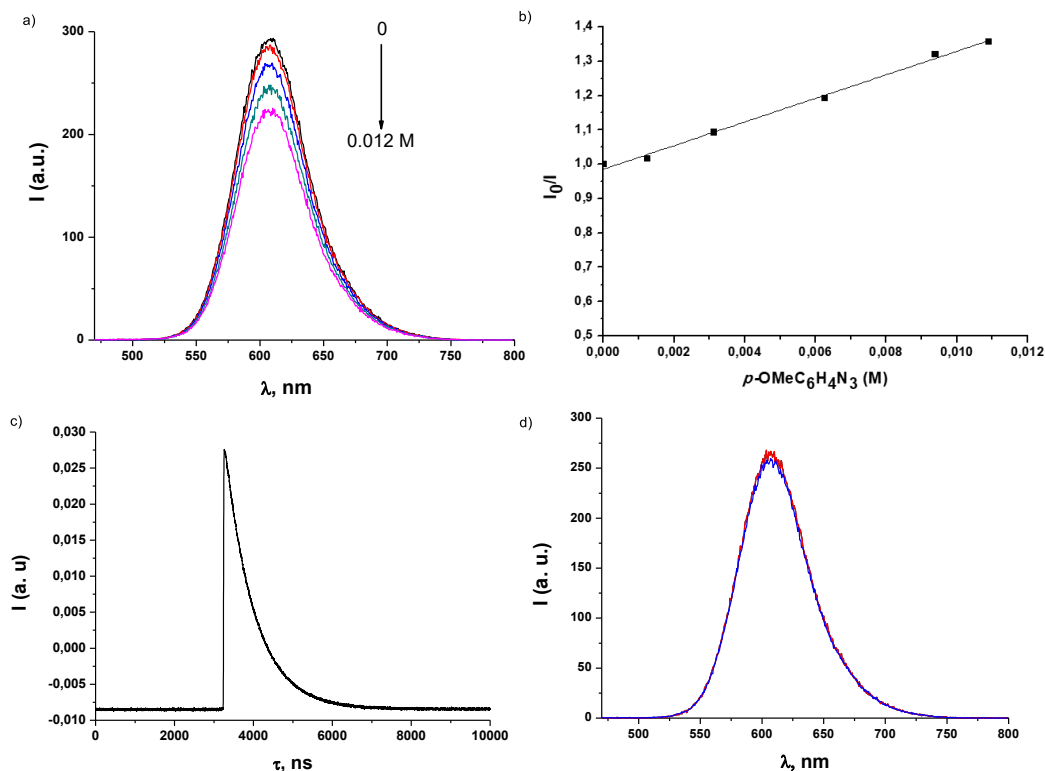 a)
0
0.012 M
300
200
100
0
I (a.u.)
500 550 600 650 700 750 800
λ, nm
b)
1,4
1,3
1,2
1,1
1,0
0,9
0,8
0,7
0,6
0,5
I₀/I
0,000 0,002 0,004 0,006 0,008 0,010 0,012
p-OMeC₆H₄N₃ (M)
c)
0,030
0,025
0,020
0,015
0,010
0,005
0,000
-0,005
-0,010
I (a. u)
0 2000 4000 6000 8000 10000
τ, ns
d)
300
250
200
150
100
50
0
I (a. u.)
500 550 600 650 700 750 800
λ, nm